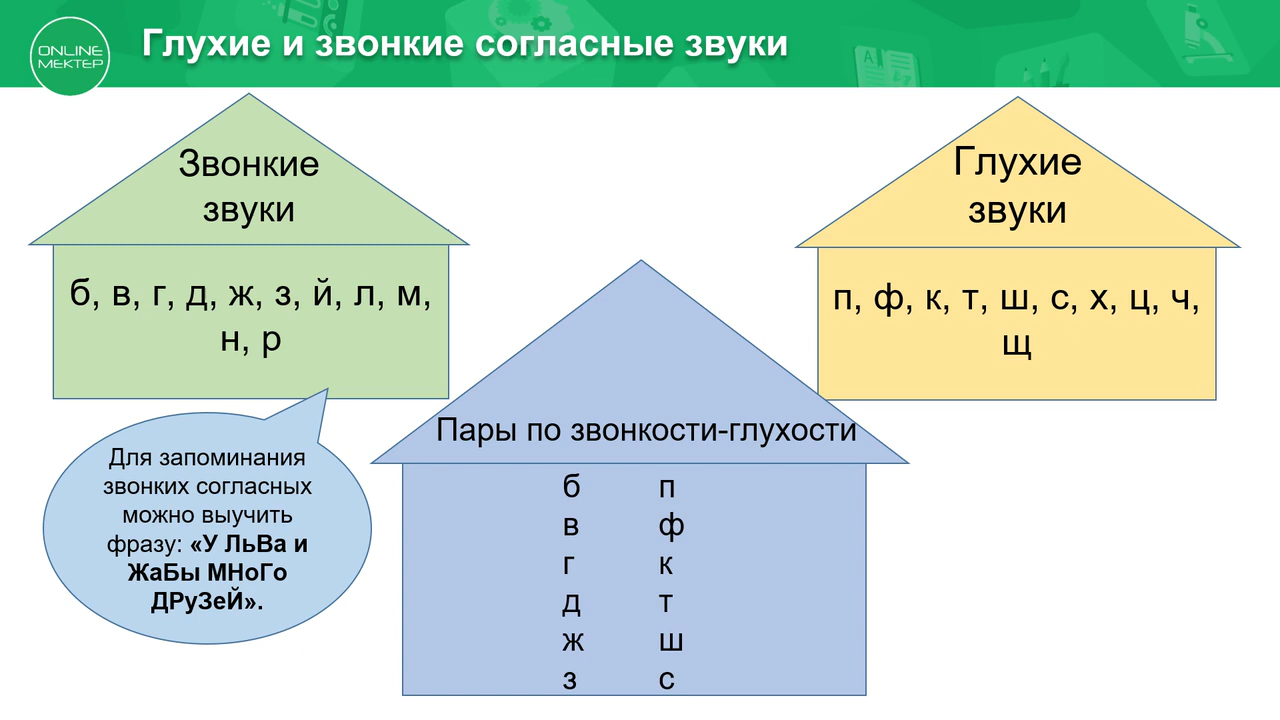 ONLINE
МЕКТЕР
Глухие и звонкие согласные звуки
Звонкие
звуки
б, в, г, д, ж, з, й, л, м,
н, р
Глухие
звуки
п, ф, к, т, ш, с, х, ц, ч,
щ
Для запоминания
звонких согласных
можно выучить
фразу: «У ЛьВа и
ЖаБы МНоГо
ДРуЗеЙ».
Пары по звонкости-глухости
б п
в ф
г к
д т
ж ш
з с